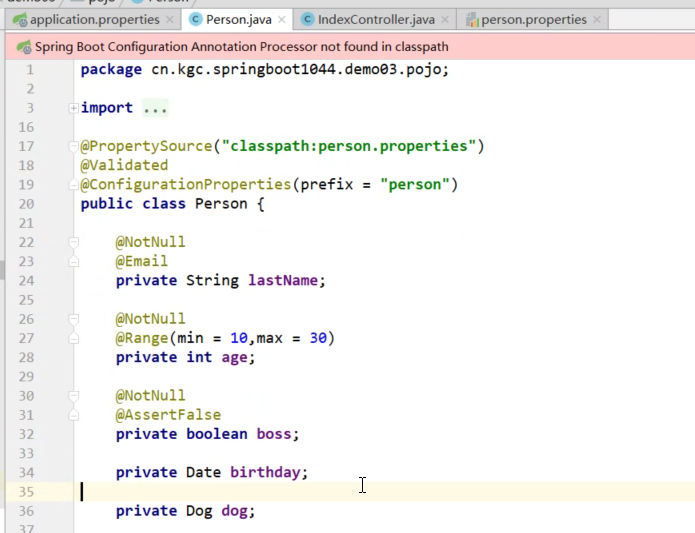 pojo Person
application.properties × Person.java × IndexController.java × person.properties ×
Spring Boot Configuration Annotation Processor not found in classpath
1 package cn.kgc.springboot1044.demo03.pojo;
2
3 import ...
16
17 @PropertySource("classpath:person.properties")
18 @Validated
19 @ConfigurationProperties(prefix = "person")
20 public class Person {
21
22 @NotNull
23 @Email
24 private String lastName;
25
26 @NotNull
27 @Range(min = 10,max = 30)
28 private int age;
29
30 @NotNull
31 @AssertFalse
32 private boolean boss;
33
34 private Date birthday;
35
36 private Dog dog;
37